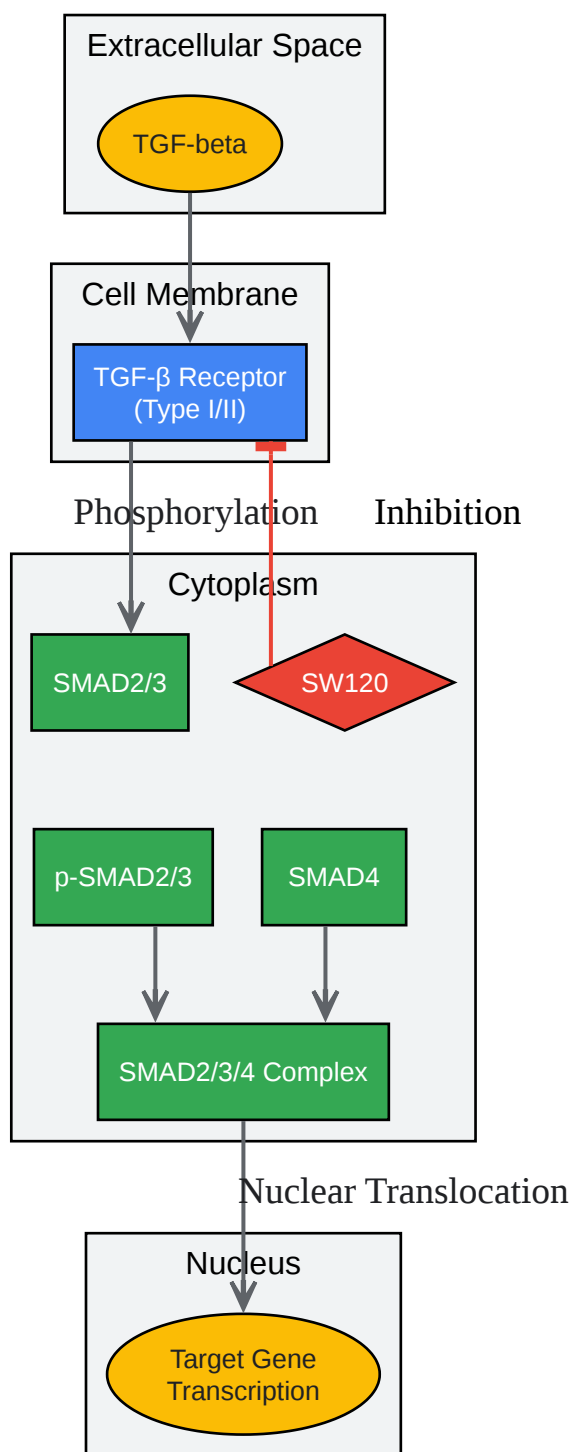 Extracellular Space
TGF-beta
Cell Membrane
TGF-β Receptor
(Type I/II)
Phosphorylation
Inhibition
Cytoplasm
SMAD2/3
SW120
p-SMAD2/3
SMAD4
SMAD2/3/4 Complex
Nuclear Translocation
Nucleus
Target Gene
Transcription